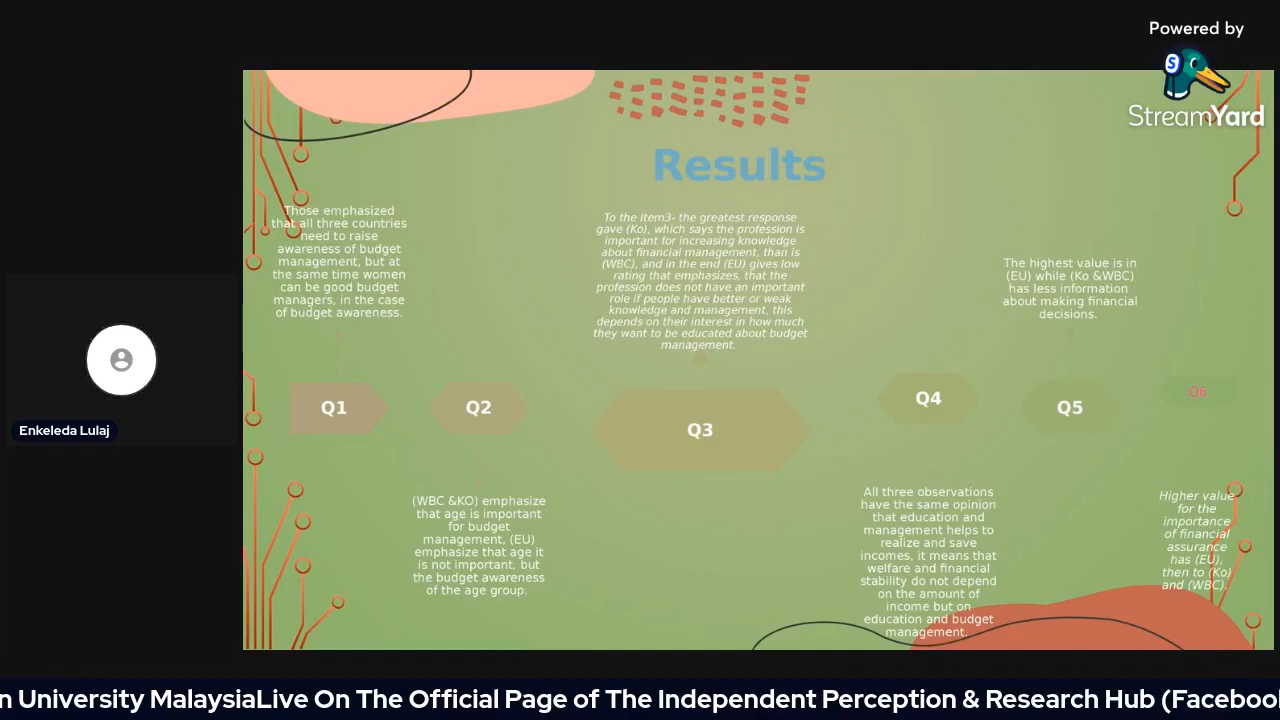 Powered by
StreamYard
Results
Those emphasized
that all three countries
need to raise
awareness of budget
management, but at
the same time women
can be good budget
managers, in the case
of budget awareness.
To the Item3- the greatest response
gave (Ko), which says the profession is
important for increasing knowledge
about financial management, than is
(WBC), and in the end (EU) gives low
rating that emphasizes, that the
profession does not have an important
role if people have better or weak
knowledge and management, this
depends on their interest in how much
they want to be educated about budget
management.
The highest value is in
(EU) while (Ko &WBC)
has less information
about making financial
decisions.
Q1
Q2
Q3
Q4
Q5
Q6
Enkeleda Lulaj
(WBC &KO) emphasize
that age is important
for budget
management, (EU)
emphasize that age it
is not important, but
the budget awareness
of the age group.
All three observations
have the same opinion
that education and
management helps to
realize and save
incomes, it means that
welfare and financial
stability do not depend
on the amount of
income but on
education and budget
management.
Higher value
for the
importance
of financial
assurance
has (EU),
then to (Ko)
and (WBC).
n University MalaysiaLive On The Official Page of The Independent Perception & Research Hub (Faceboo